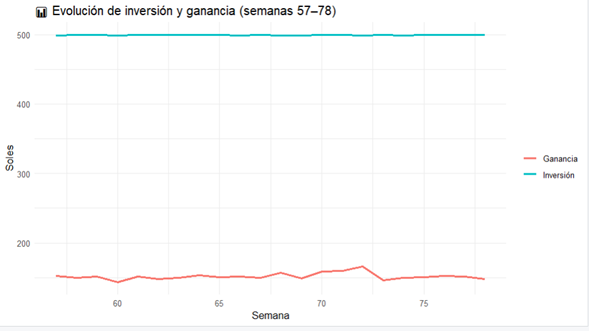 📊 Evolución de inversión y ganancia (semanas 57–78)
500
400
300
200
Soles
60
65
70
75
Semana
Ganancia
Inversión